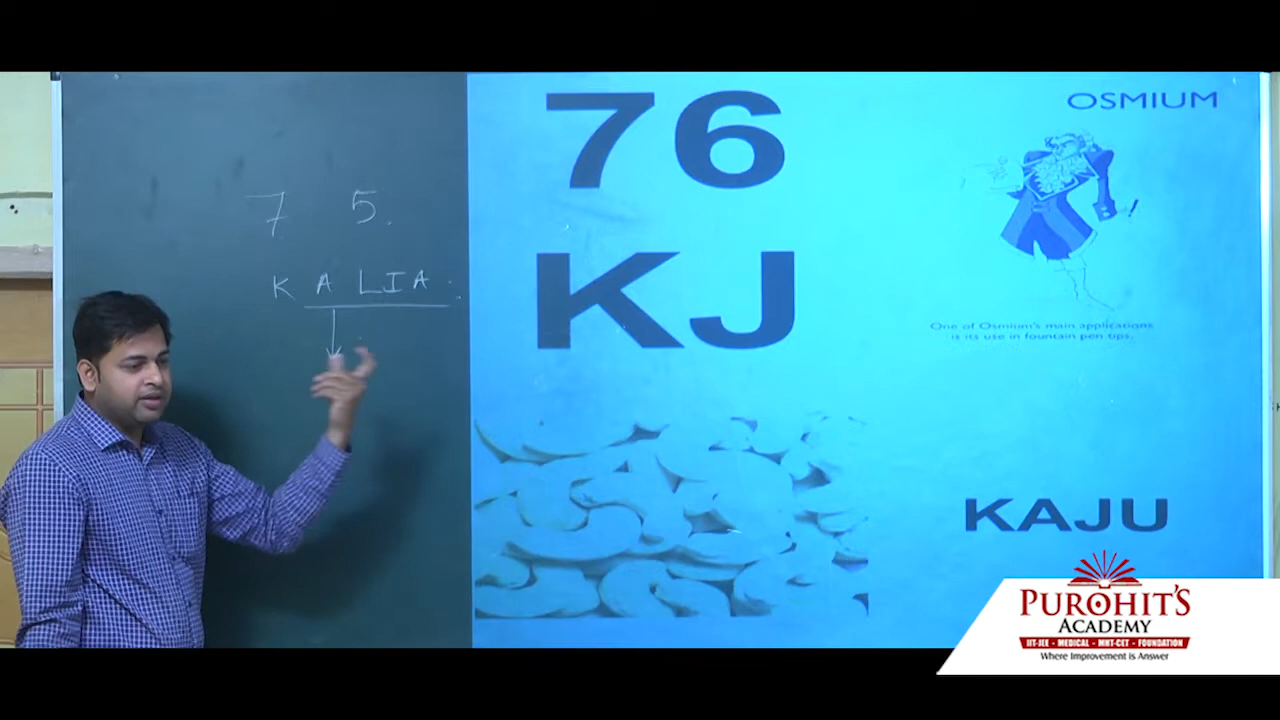 7 5.
KALIA.
76
KJ
OSMIUM
One of Osmium's main applications
is its use in fountain pen tips.
KAJU
PUROHIT'S
ACADEMY
IIT-JEE - MEDICAL - MHT-CET - FOUNDATION
Where Improvement is Answer